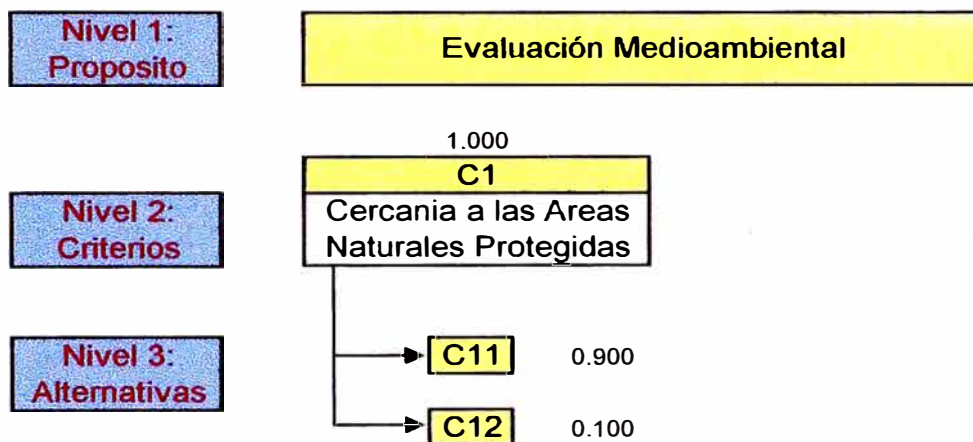 Nivel 1:
Proposito
Evaluación Medioambiental
1.000
C1
Nivel 2:
Criterios
Cercania a las Areas
Naturales Protegidas
Nivel 3:
Alternativas
C11
0.900
C12
0.100